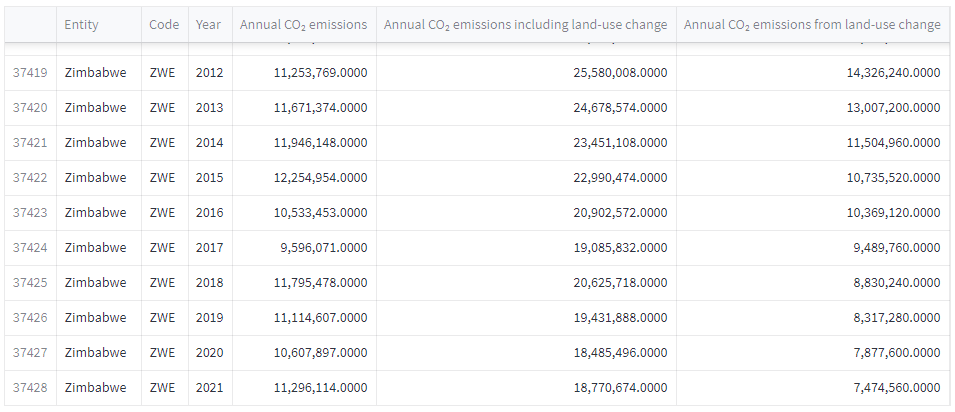 Entity Code Year Annual CO₂ emissions Annual CO₂ emissions including land-use change Annual CO₂ emissions from land-use change
37419 Zimbabwe ZWE 2012 11,253,769.0000 25,580,008.0000 14,326,240.0000
37420 Zimbabwe ZWE 2013 11,671,374.0000 24,678,574.0000 13,007,200.0000
37421 Zimbabwe ZWE 2014 11,946,148.0000 23,451,108.0000 11,504,960.0000
37422 Zimbabwe ZWE 2015 12,254,954.0000 22,990,474.0000 10,735,520.0000
37423 Zimbabwe ZWE 2016 10,533,453.0000 20,902,572.0000 10,369,120.0000
37424 Zimbabwe ZWE 2017 9,596,071.0000 19,085,832.0000 9,489,760.0000
37425 Zimbabwe ZWE 2018 11,795,478.0000 20,625,718.0000 8,830,240.0000
37426 Zimbabwe ZWE 2019 11,114,607.0000 19,431,888.0000 8,317,280.0000
37427 Zimbabwe ZWE 2020 10,607,897.0000 18,485,496.0000 7,877,600.0000
37428 Zimbabwe ZWE 2021 11,296,114.0000 18,770,674.0000 7,474,560.0000